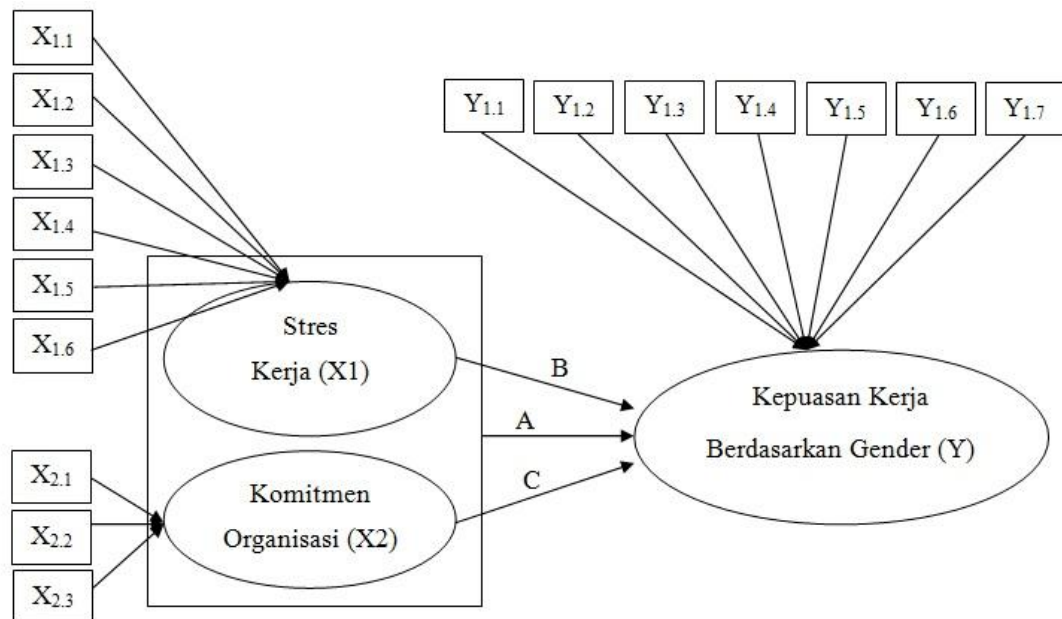 X1.1
X1.2
X1.3
X1.4
X1.5
X1.6
X2.1
X2.2
X2.3
Stres
Kerja (X1)
Komitmen
Organisasi (X2)
B
A
C
Y1.1
Y1.2
Y1.3
Y1.4
Y1.5
Y1.6
Y1.7
Kepuasan Kerja
Berdasarkan Gender (Y)